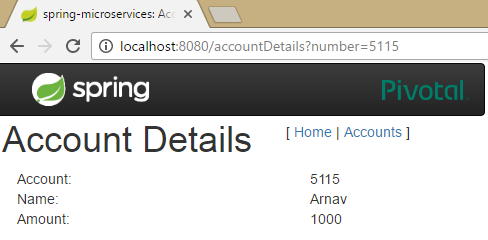 spring-microservices: Acc
localhost:8080/accountDetails?number=5115
spring Pivotal
Account Details [ Home | Accounts ]
Account: 5115
Name: Arnav
Amount: 1000